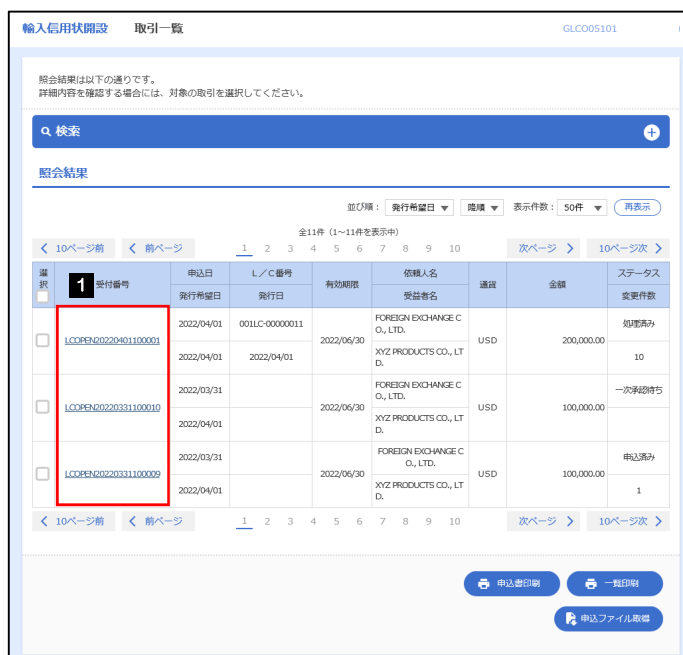 輸入信用状開設 取引一覧 GLCO05101
照会結果は以下の通りです。
詳細内容を確認する場合には、対象の取引を選択してください。
検索
照会結果
並び順： 発行希望日 降順 表示件数： 50件 再表示
全11件（1～11件を表示中）
10ページ前 前ページ 1 2 3 4 5 6 7 8 9 10 次ページ 10ページ次
選択 1 受付番号 申込日 L／C番号 有効期限 依頼人名 通貨 金額 ステータス
発行希望日 発行日 受益者名 変更件数
LCOPEN20220401100001 2022/04/01 001LC-00000011 2022/06/30 FOREIGN EXCHANGE C
O., LTD. USD 200,000.00 処理済み
2022/04/01 2022/04/01 XYZ PRODUCTS CO., LT
D. 10
LCOPEN20220331100010 2022/03/31 2022/06/30 FOREIGN EXCHANGE C
O., LTD. USD 100,000.00 一次承認待ち
2022/04/01 XYZ PRODUCTS CO., LT
D.
LCOPEN20220331100009 2022/03/31 2022/06/30 FOREIGN EXCHANGE C
O., LTD. USD 100,000.00 申込済み
2022/04/01 XYZ PRODUCTS CO., LT
D. 1
10ページ前 前ページ 1 2 3 4 5 6 7 8 9 10 次ページ 10ページ次
申込書印刷 一覧印刷
申込ファイル取得